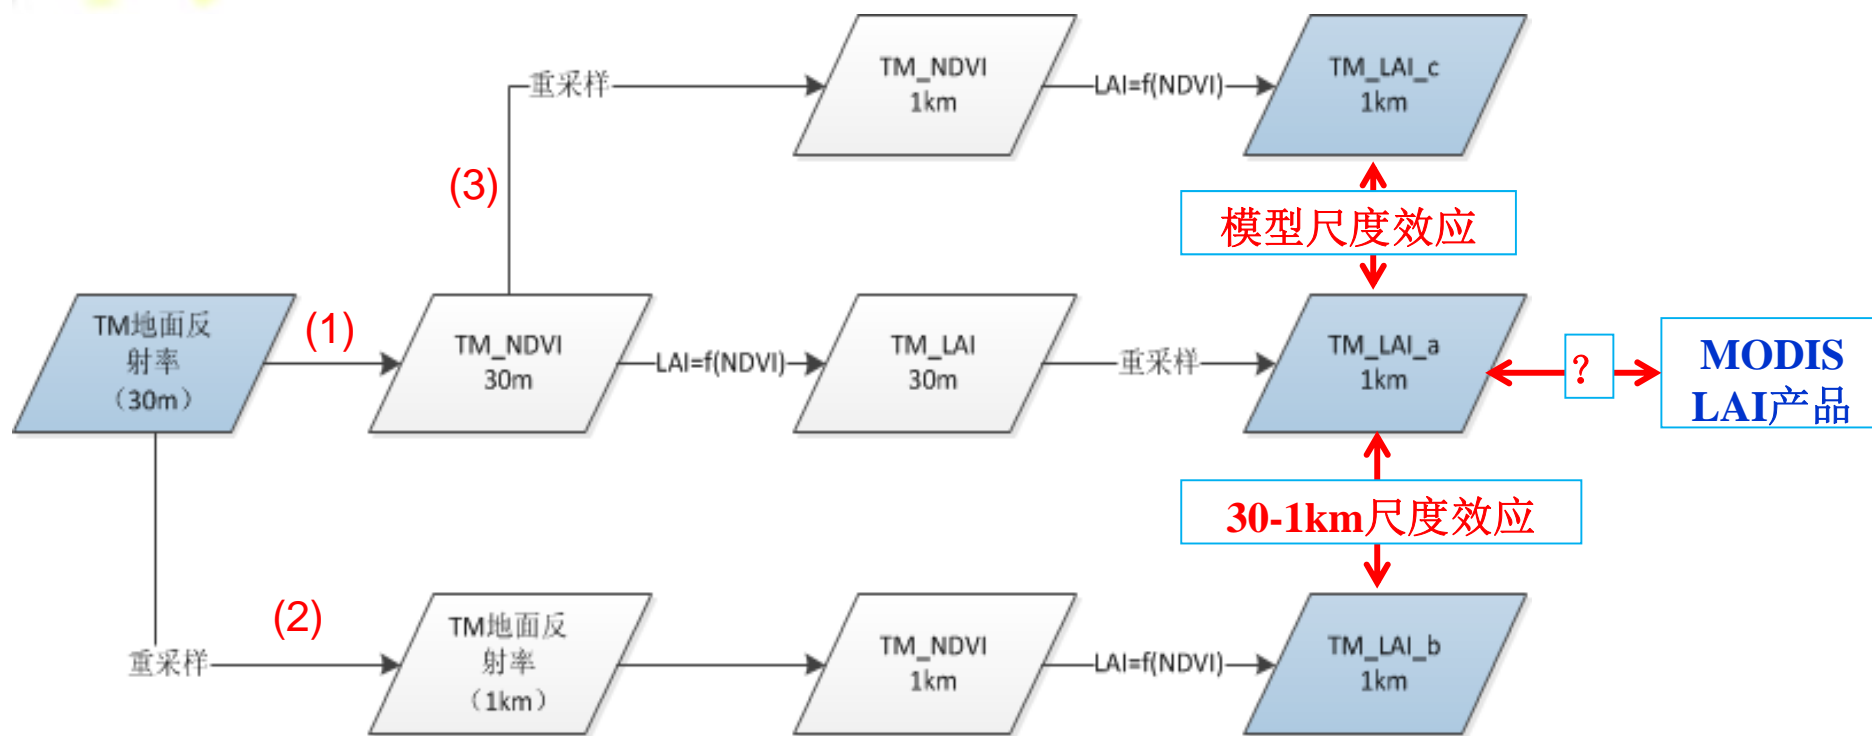 TM_NDVI
1km
TM_LAI_c
1km
重采样
LAI=f(NDVI)
(3)
模型尺度效应
TM地面反
射率
（30m）
(1)
TM_NDVI
30m
LAI=f(NDVI)
TM_LAI
30m
重采样
TM_LAI_a
1km
?
MODIS
LAI产品
30-1km尺度效应
(2)
重采样
TM地面反
射率
（1km）
TM_NDVI
1km
LAI=f(NDVI)
TM_LAI_b
1km